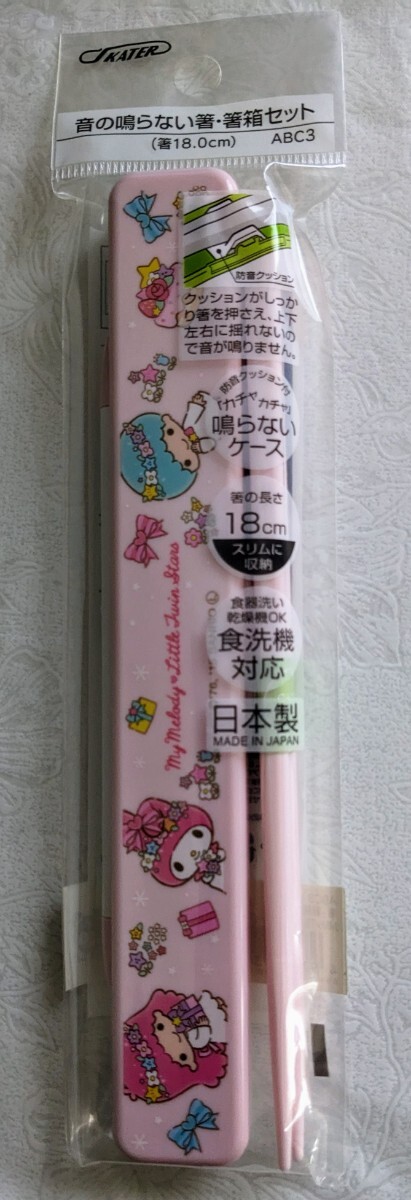 SKATER
音の鳴らない箸・箸箱セット
(箸18.0cm)
ABC3
防音クッション
クッションがしっか
り箸を押さえ、上下
左右に揺れないの
で音が鳴りません。
防音クッション付
「カチャカチャ」
鳴らない
ケース
箸の長さ
18cm
スリムに
収納
食器洗い
乾燥機OK
食洗機
対応
日本製
MADE IN JAPAN
My Melody ♥ Little Twin Stars